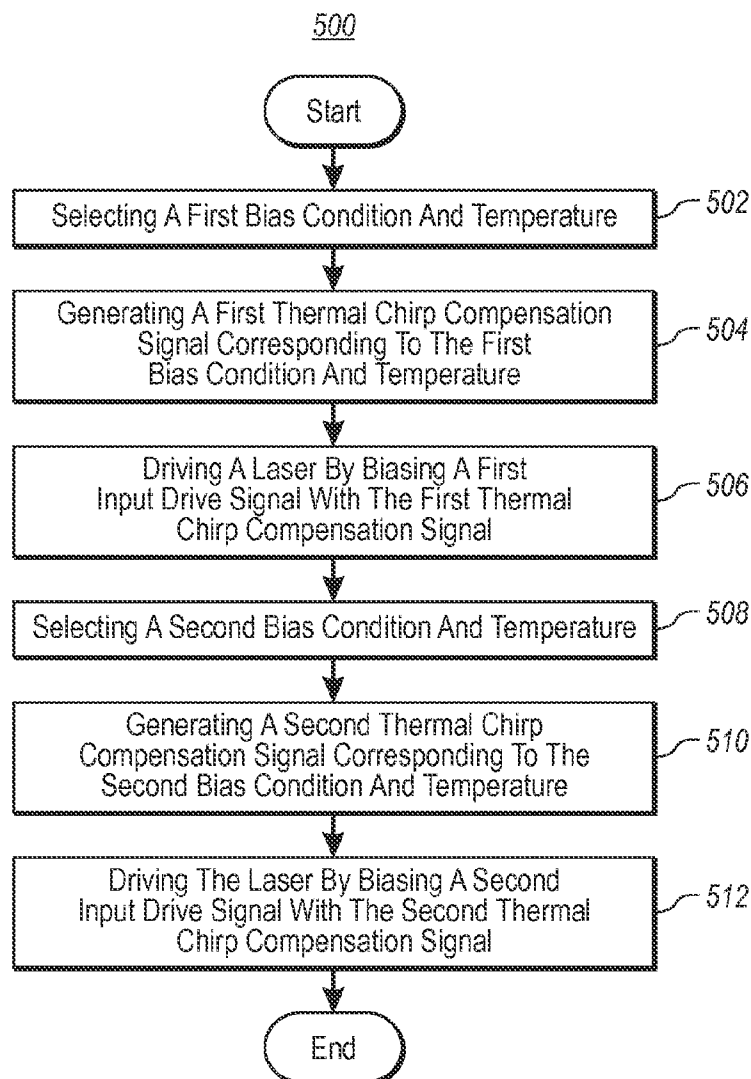 500
Start
Selecting A First Bias Condition And Temperature
502
Generating A First Thermal Chirp Compensation
Signal Corresponding To The First
Bias Condition And Temperature
504
Driving A Laser By Biasing A First
Input Drive Signal With The First Thermal
Chirp Compensation Signal
506
Selecting A Second Bias Condition And Temperature
508
Generating A Second Thermal Chirp
Compensation Signal Corresponding To The
Second Bias Condition And Temperature
510
Driving The Laser By Biasing A Second
Input Drive Signal With The Second Thermal
Chirp Compensation Signal
512
End